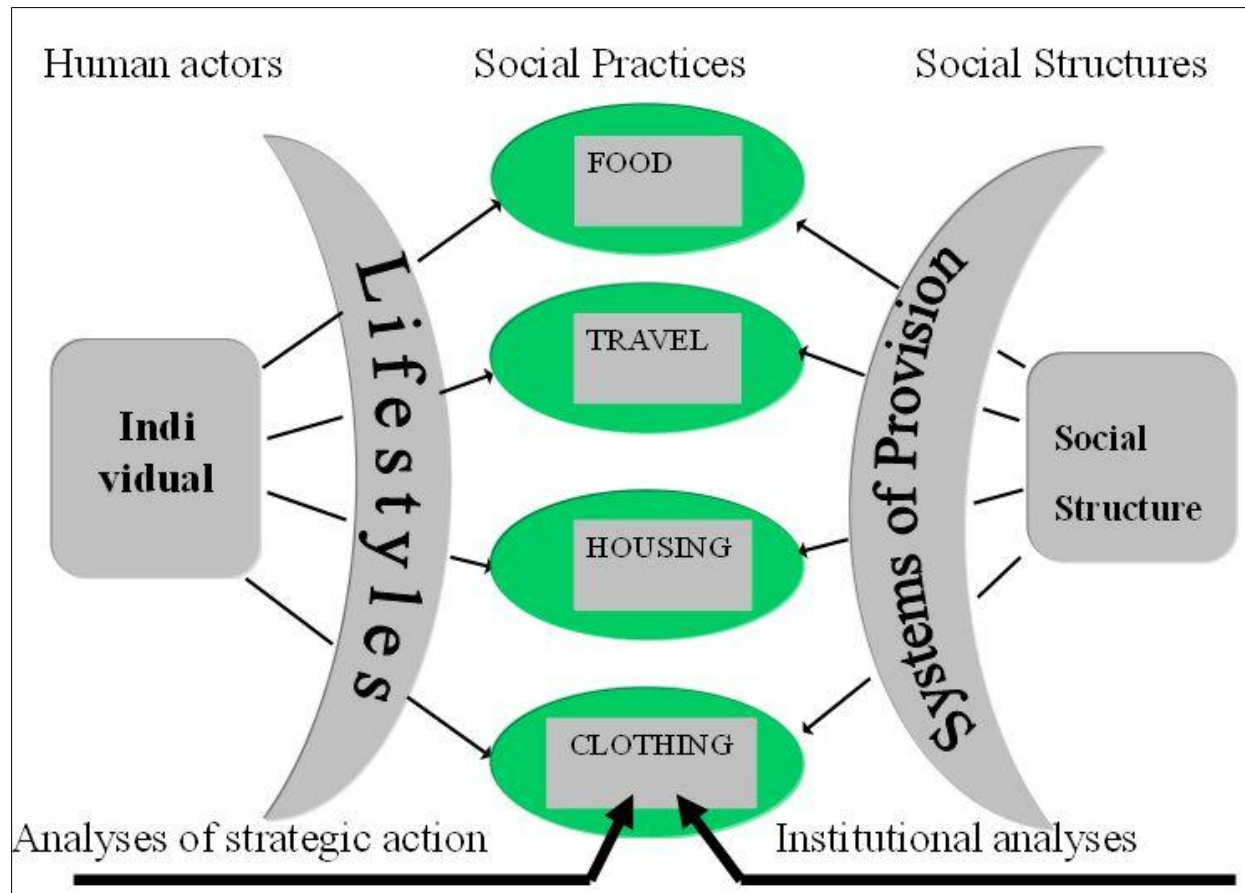 Human actors
Social Practices
Social Structures
FOOD
TRAVEL
HOUSING
CLOTHING
Lifestyles
Systems of Provision
Indi
vidual
Social
Structure
Analyses of strategic action
Institutional analyses